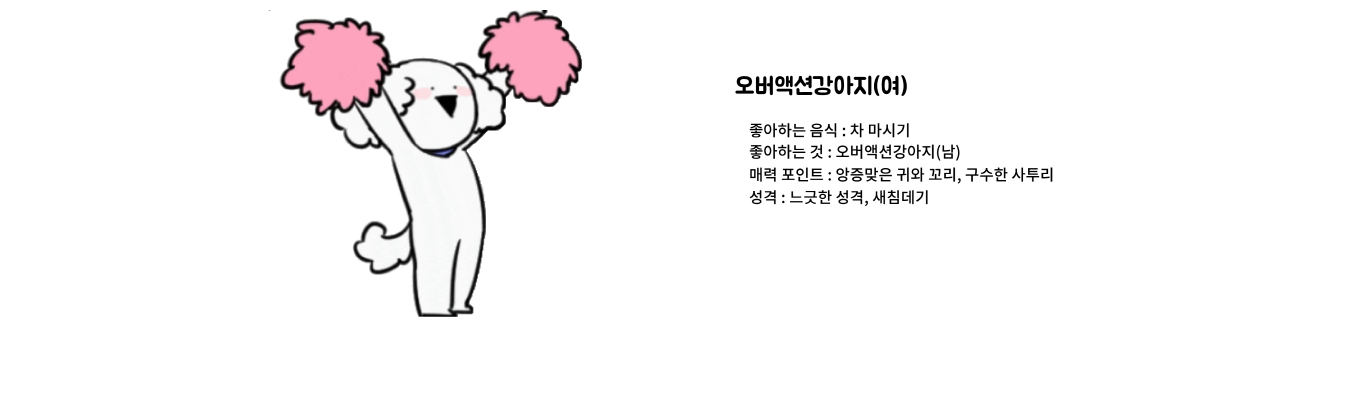 오버액션강아지(여)
좋아하는 음식 : 차 마시기
좋아하는 것 : 오버액션강아지(남)
매력 포인트 : 앙증맞은 귀와 꼬리, 구수한 사투리
성격 : 느긋한 성격, 새침데기